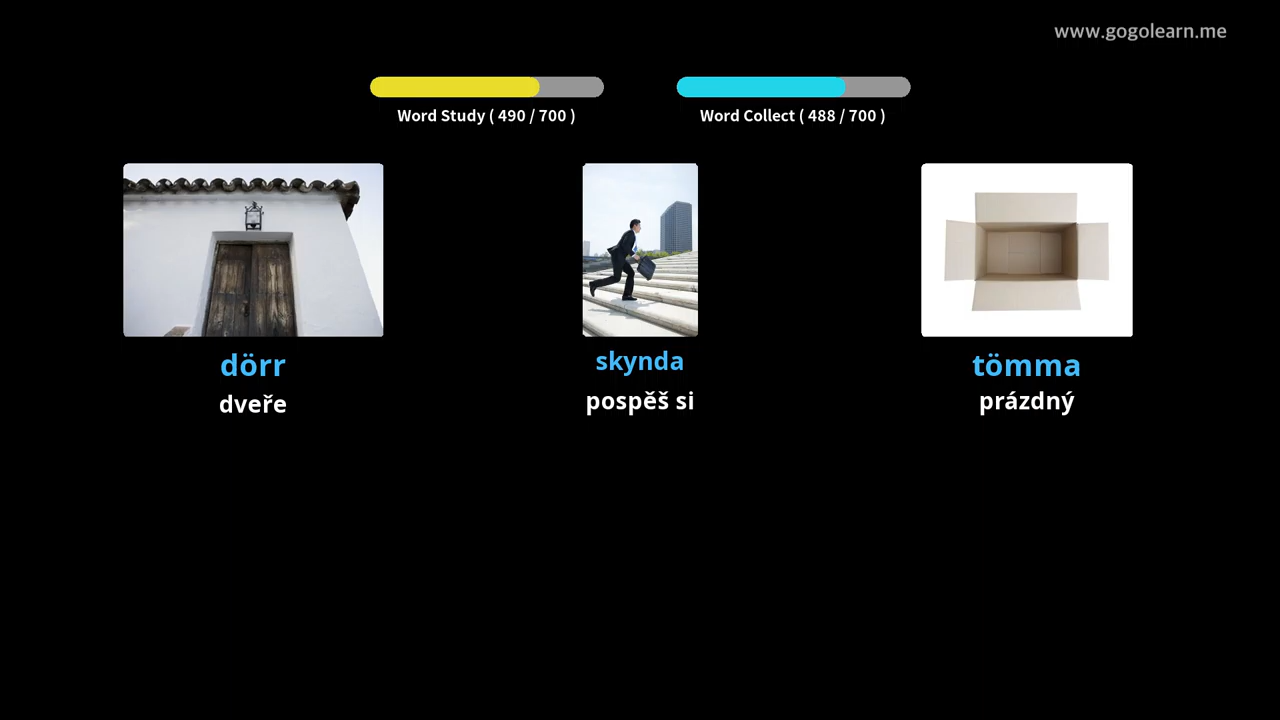 www.gogolearn.me
Word Study ( 490 / 700 )
Word Collect ( 488 / 700 )
dörr
skynda
tömma
dveře
pospěš si
prázdný